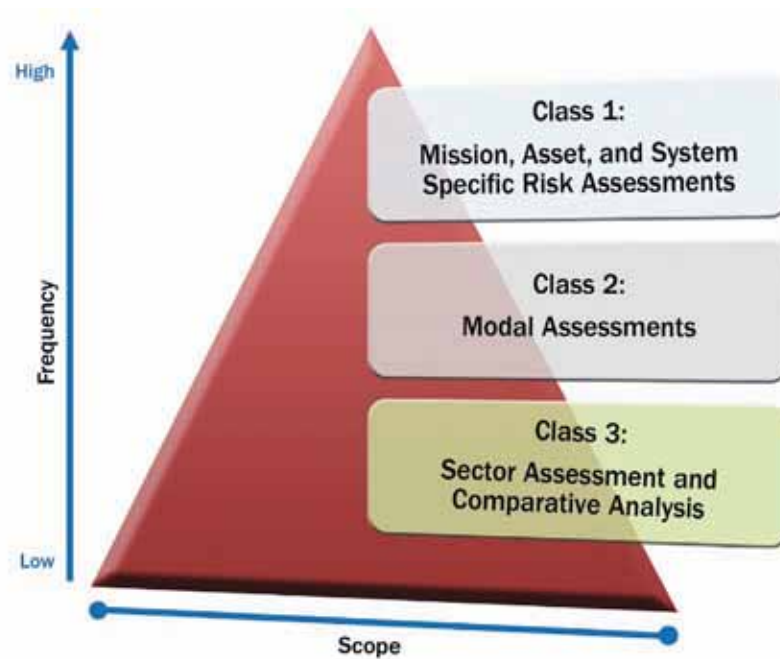 High
Class 1:
Mission, Asset, and System
Specific Risk Assessments
Class 2:
Modal Assessments
Frequency
Class 3:
Sector Assessment and
Comparative Analysis
Low
Scope